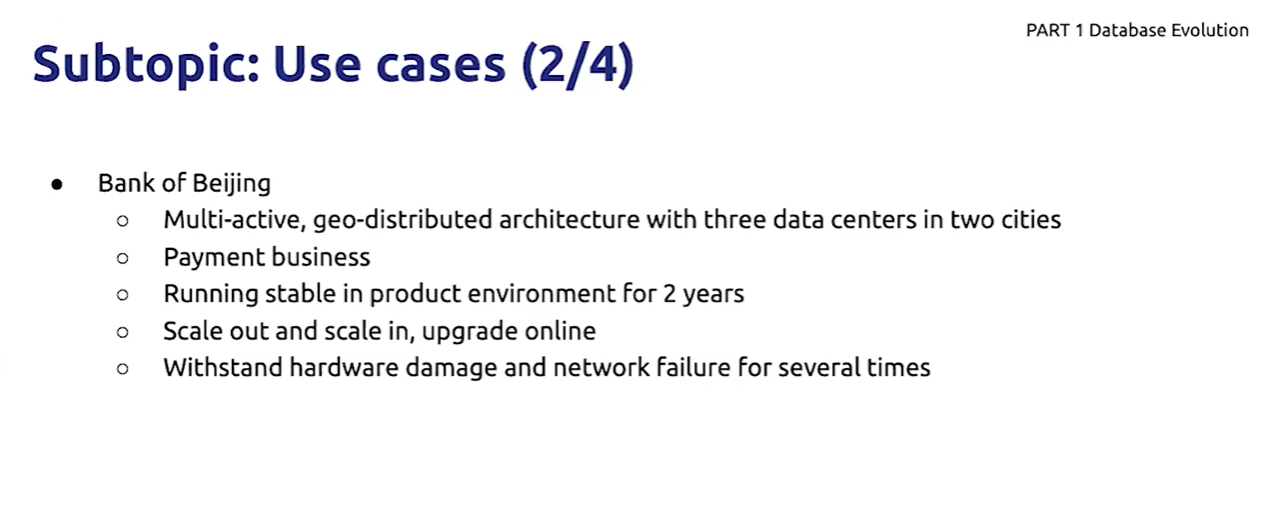 PART 1 Database Evolution
Subtopic: Use cases (2/4)
● Bank of Beijing
○ Multi-active, geo-distributed architecture with three data centers in two cities
○ Payment business
○ Running stable in product environment for 2 years
○ Scale out and scale in, upgrade online
○ Withstand hardware damage and network failure for several times